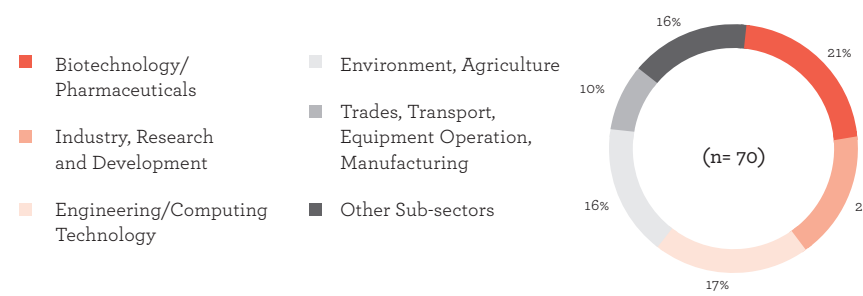 Biotechnology/
Pharmaceuticals
Industry, Research
and Development
Engineering/Computing
Technology
Environment, Agriculture
Trades, Transport,
Equipment Operation,
Manufacturing
Other Sub-sectors
16%
21%
10%
(n= 70)
16%
2
17%